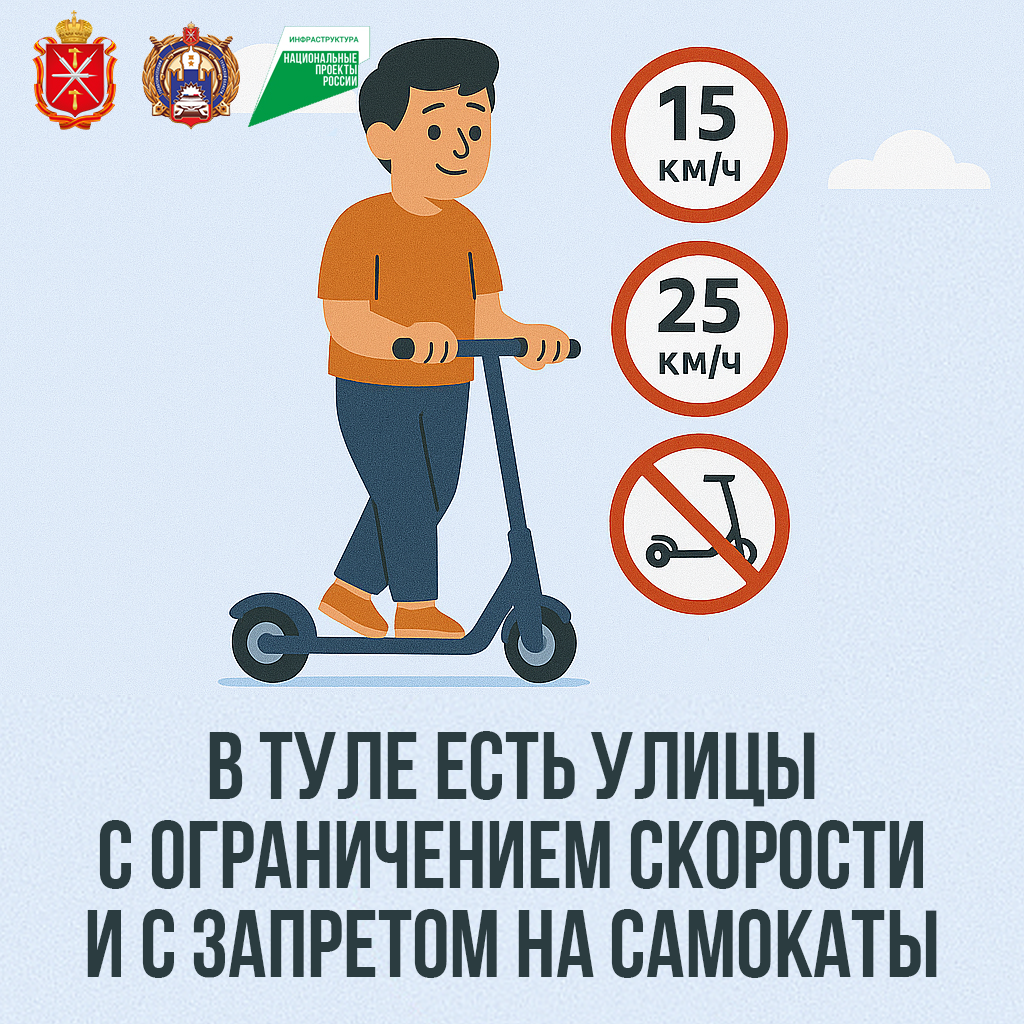 ИНФРАСТРУКТУРА
НАЦИОНАЛЬНЫЕ
ПРОЕКТЫ
РОССИИ
15
КМ/Ч
25
КМ/Ч
В ТУЛЕ ЕСТЬ УЛИЦЫ
С ОГРАНИЧЕНИЕМ СКОРОСТИ
И С ЗАПРЕТОМ НА САМОКАТЫ